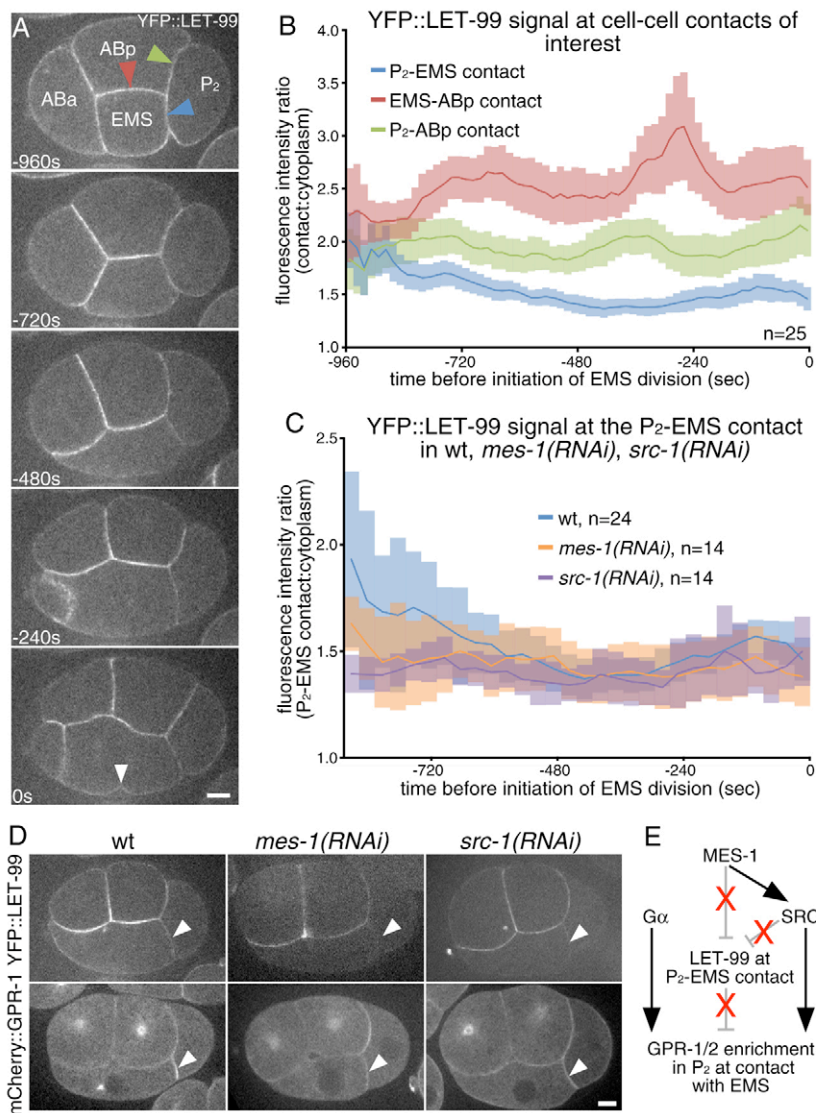 A
YFP::LET-99
ABp
P2
ABa
EMS
-960s
-720s
-480s
-240s
0s
B
YFP::LET-99 signal at cell-cell contacts of
interest
P2-EMS contact
EMS-ABp contact
P2-ABp contact
fluorescence intensity ratio
(contact:cytoplasm)
4.0
3.5
3.0
2.5
2.0
1.5
1.0
n=25
-960
-720
-480
-240
0
time before initiation of EMS division (sec)
C
YFP::LET-99 signal at the P2-EMS contact
in wt, mes-1(RNAi), src-1(RNAi)
wt, n=24
mes-1(RNAi), n=14
src-1(RNAi), n=14
fluorescence intensity ratio
(P2-EMS contact:cytoplasm)
2.5
2.0
1.5
1.0
-720
-480
-240
0
time before initiation of EMS division (sec)
D
wt
mes-1(RNAi)
src-1(RNAi)
YFP::LET-99
mCherry::GPR-1
E
MES-1
Gα
X
X
SRC
LET-99 at
P2-EMS contact
X
GPR-1/2 enrichment
in P2 at contact
with EMS